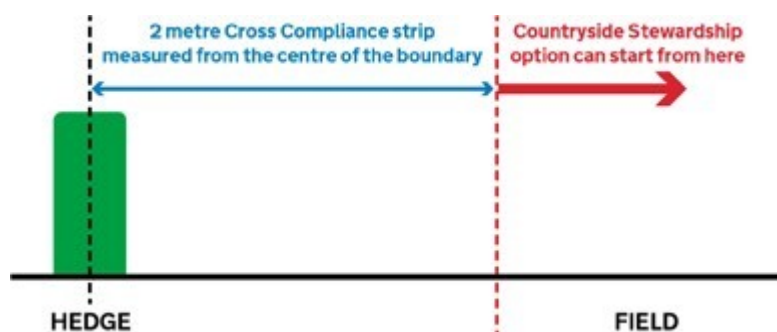 2 metre Cross Compliance strip
measured from the centre of the boundary
Countryside Stewardship
option can start from here
HEDGE
FIELD